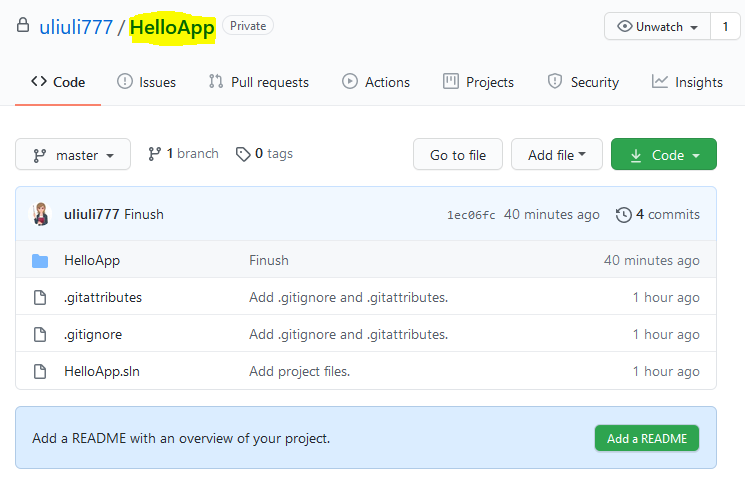 uliuli777 / HelloApp Private Unwatch 1
Code Issues Pull requests Actions Projects Security Insights
master 1 branch 0 tags Go to file Add file Code
uliuli777 Finush 1ec06fc 40 minutes ago 4 commits
HelloApp Finush 40 minutes ago
.gitattributes Add .gitignore and .gitattributes. 1 hour ago
.gitignore Add .gitignore and .gitattributes. 1 hour ago
HelloApp.sln Add project files. 1 hour ago
Add a README with an overview of your project. Add a README